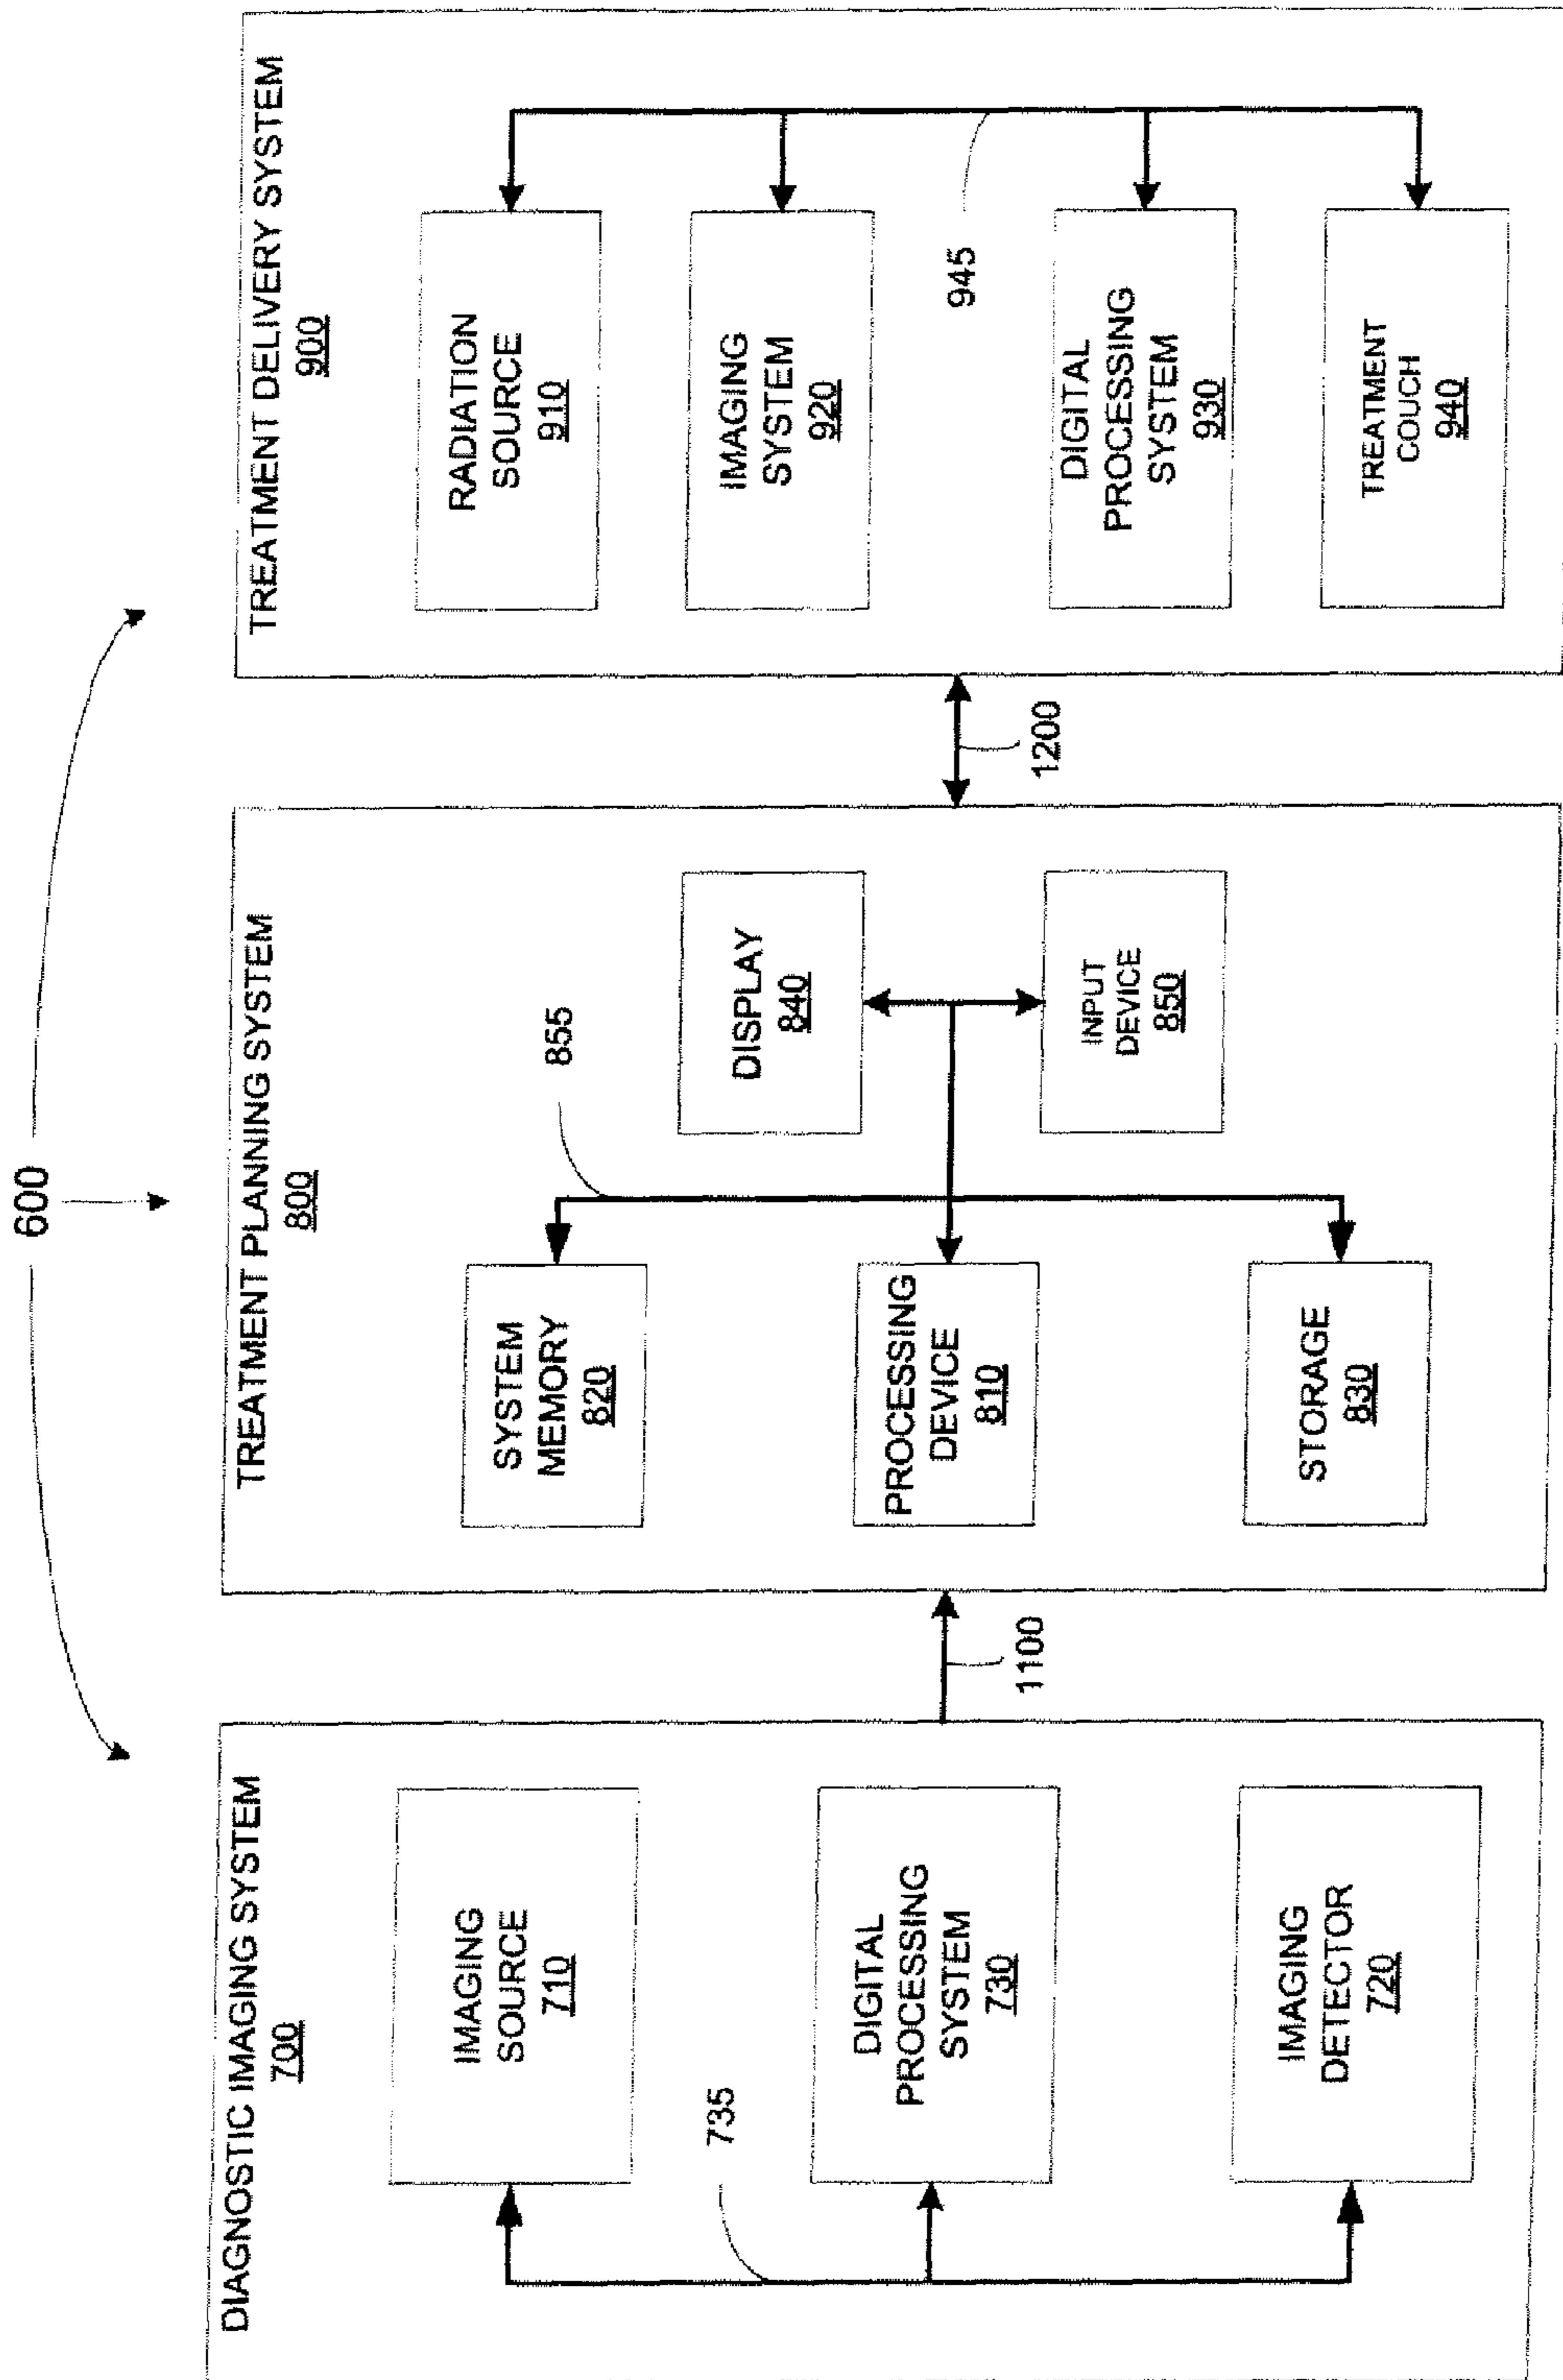 600
DIAGNOSTIC IMAGING SYSTEM
700
IMAGING
SOURCE
710
735
DIGITAL
PROCESSING
SYSTEM
730
IMAGING
DETECTOR
720
1100
TREATMENT PLANNING SYSTEM
800
855
SYSTEM
MEMORY
820
DISPLAY
840
PROCESSING
DEVICE
810
INPUT
DEVICE
850
STORAGE
830
1200
TREATMENT DELIVERY SYSTEM
900
RADIATION
SOURCE
910
IMAGING
SYSTEM
920
945
DIGITAL
PROCESSING
SYSTEM
930
TREATMENT
COUCH
940